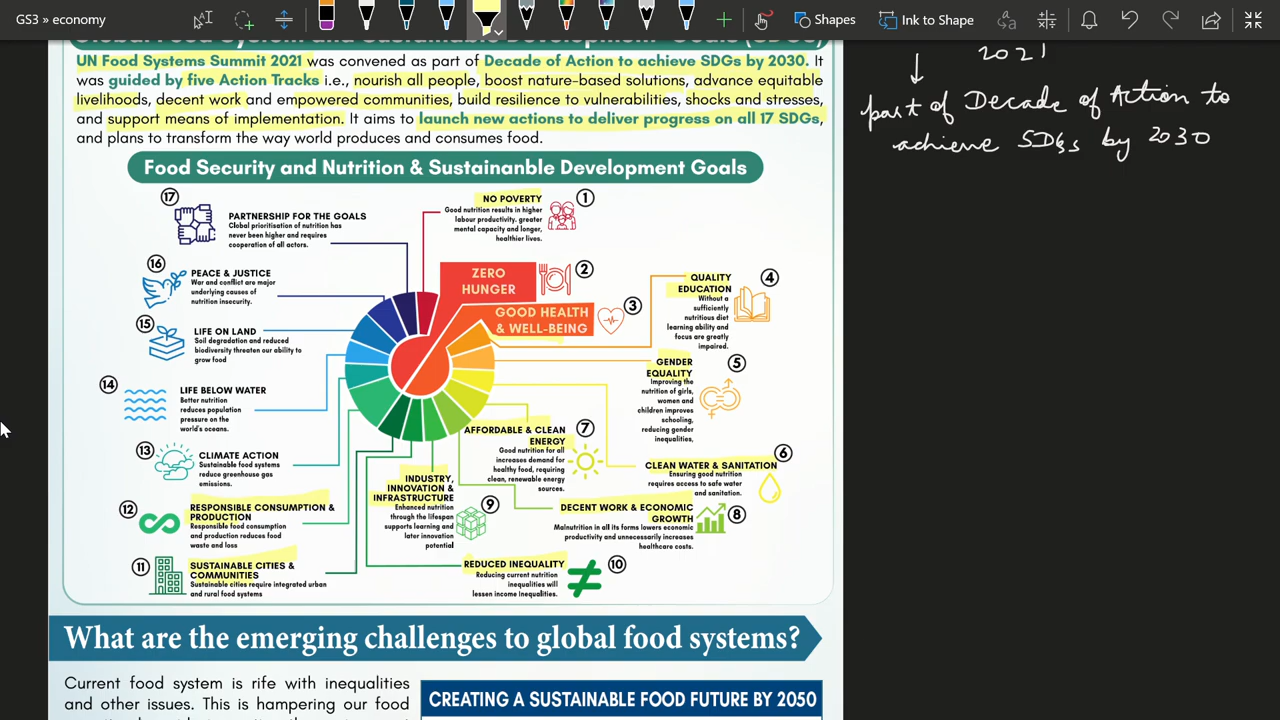 GS3 » economy
Shapes
Ink to Shape
Global Food System and Sustainable Development Goals (SDGs)
UN Food Systems Summit 2021 was convened as part of Decade of Action to achieve SDGs by 2030. It
was guided by five Action Tracks i.e., nourish all people, boost nature-based solutions, advance equitable
livelihoods, decent work and empowered communities, build resilience to vulnerabilities, shocks and stresses,
and support means of implementation. It aims to launch new actions to deliver progress on all 17 SDGs,
and plans to transform the way world produces and consumes food.
2021
part of Decade of Action to
achieve SDGs by 2030
Food Security and Nutrition & Sustainanble Development Goals
1
NO POVERTY
Good nutrition results in higher
labour productivity. greater
mental capacity and longer,
healthier lives.
2
ZERO
HUNGER
3
GOOD HEALTH
& WELL-BEING
4
QUALITY
EDUCATION
Without a
sufficiently
nutritious diet
learning ability and
focus are greatly
impaired.
5
GENDER
EQUALITY
Improving the
nutrition of girls,
women and
children improves
schooling,
reducing gender
inequalities,
6
CLEAN WATER & SANITATION
Ensuring good nutrition
requires access to safe water
and sanitation.
7
AFFORDABLE & CLEAN
ENERGY
Good nutrition for all
increases demand for
healthy food, requiring
clean, renewable energy
sources.
8
DECENT WORK & ECONOMIC
GROWTH
Malnutrition in all its forms lowers economic
productivity and unnecessarily increases
healthcare costs.
9
INDUSTRY,
INNOVATION &
INFRASTRUCTURE
Enhanced nutrition
through the lifespan
supports learning and
later innovation
potential
10
REDUCED INEQUALITY
Reducing current nutrition
inequalities will
lessen income Inequalities.
11
SUSTAINABLE CITIES &
COMMUNITIES
Sustainable cities require integrated urban
and rural food systems
12
RESPONSIBLE CONSUMPTION &
PRODUCTION
Responsible food consumption
and production reduces food
waste and loss
13
CLIMATE ACTION
Sustainable food systems
reduce greenhouse gas
emissions.
14
LIFE BELOW WATER
Better nutrition
reduces population
pressure on the
world's oceans.
15
LIFE ON LAND
Soil degradation and reduced
biodiversity threaten our ability to
grow food
16
PEACE & JUSTICE
War and conflict are major
underlying causes of
nutrition insecurity.
17
PARTNERSHIP FOR THE GOALS
Global prioritisation of nutrition has
never been higher and requires
cooperation of all actors.
What are the emerging challenges to global food systems?
Current food system is rife with inequalities
and other issues. This is hampering our food
CREATING A SUSTAINABLE FOOD FUTURE BY 2050